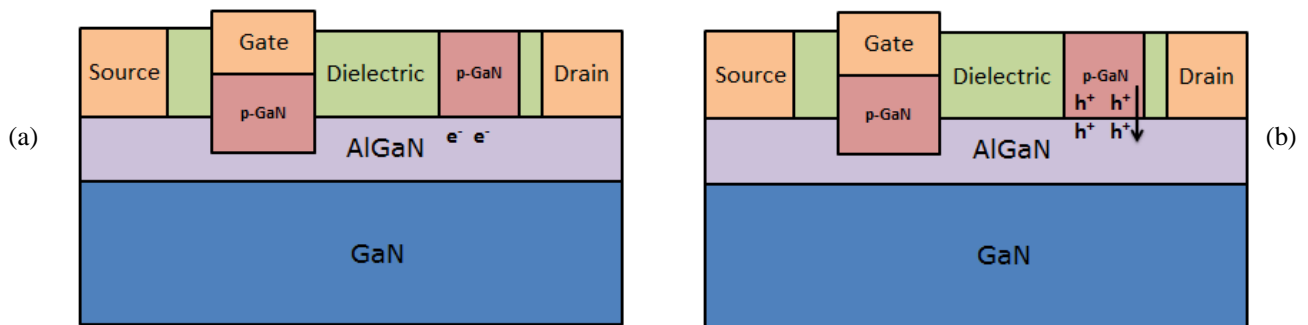 (a)
Source
Gate
p-GaN
Dielectric
p-GaN
Drain
e- e-
AlGaN
GaN
Source
Gate
p-GaN
Dielectric
p-GaN
h+ h+
h+ h+
Drain
AlGaN
GaN
(b)